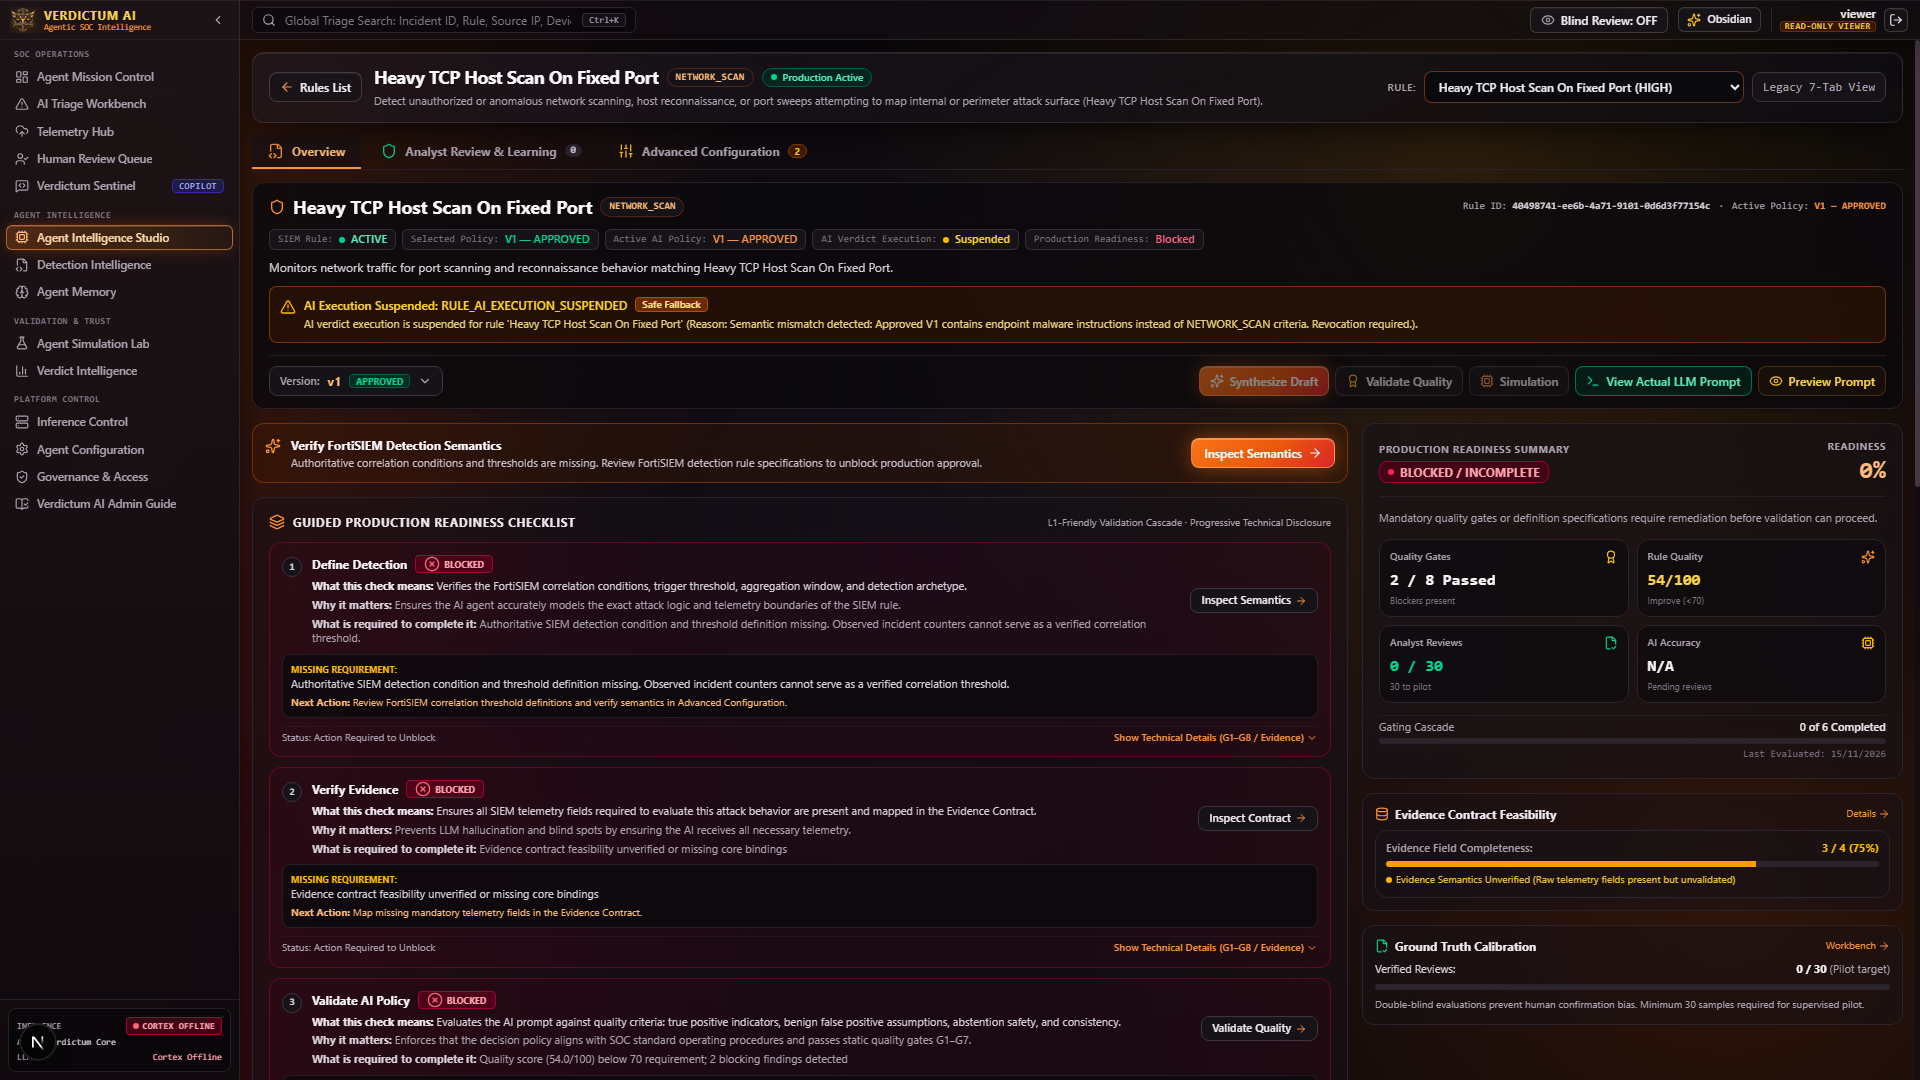 VERDICTUM AI
Agentic SOC Intelligence
SOC OPERATIONS
Agent Mission Control
AI Triage Workbench
Telemetry Hub
Human Review Queue
Verdictum Sentinel
COPILOT
AGENT INTELLIGENCE
Agent Intelligence Studio
Detection Intelligence
Agent Memory
VALIDATION & TRUST
Agent Simulation Lab
Verdict Intelligence
PLATFORM CONTROL
Inference Control
Agent Configuration
Governance & Access
Verdictum AI Admin Guide
CORTEX OFFLINE
rdictum Core
Cortex Offline
N
Global Triage Search: Incident ID, Rule, Source IP, Devi
Ctrl+K
Blind Review: OFF
Obsidian
viewer
READ-ONLY VIEWER
Rules List
Heavy TCP Host Scan On Fixed Port
NETWORK_SCAN
Production Active
Detect unauthorized or anomalous network scanning, host reconnaissance, or port sweeps attempting to map internal or perimeter attack surface (Heavy TCP Host Scan On Fixed Port).
RULE:
Heavy TCP Host Scan On Fixed Port (HIGH)
Legacy 7-Tab View
Overview
Analyst Review & Learning
0
Advanced Configuration
2
Heavy TCP Host Scan On Fixed Port
NETWORK_SCAN
Rule ID: 40498741-ee6b-4a71-9101-0d6d3f77154c · Active Policy: V1 — APPROVED
SIEM Rule: ACTIVE
Selected Policy: V1 — APPROVED
Active AI Policy: V1 — APPROVED
AI Verdict Execution: Suspended
Production Readiness: Blocked
Monitors network traffic for port scanning and reconnaissance behavior matching Heavy TCP Host Scan On Fixed Port.
AI Execution Suspended: RULE_AI_EXECUTION_SUSPENDED
Safe Fallback
AI verdict execution is suspended for rule 'Heavy TCP Host Scan On Fixed Port' (Reason: Semantic mismatch detected: Approved V1 contains endpoint malware instructions instead of NETWORK_SCAN criteria. Revocation required.).
Version: v1 APPROVED
Synthesize Draft
Validate Quality
Simulation
View Actual LLM Prompt
Preview Prompt
Verify FortiSIEM Detection Semantics
Authoritative correlation conditions and thresholds are missing. Review FortiSIEM detection rule specifications to unblock production approval.
Inspect Semantics
GUIDED PRODUCTION READINESS CHECKLIST
L1-Friendly Validation Cascade · Progressive Technical Disclosure
1
Define Detection
BLOCKED
What this check means: Verifies the FortiSIEM correlation conditions, trigger threshold, aggregation window, and detection archetype.
Why it matters: Ensures the AI agent accurately models the exact attack logic and telemetry boundaries of the SIEM rule.
What is required to complete it: Authoritative SIEM detection condition and threshold definition missing. Observed incident counters cannot serve as a verified correlation
threshold.
Inspect Semantics
MISSING REQUIREMENT:
Authoritative SIEM detection condition and threshold definition missing. Observed incident counters cannot serve as a verified correlation threshold.
Next Action: Review FortiSIEM correlation threshold definitions and verify semantics in Advanced Configuration.
Status: Action Required to Unblock
Show Technical Details (G1–G8 / Evidence)
2
Verify Evidence
BLOCKED
What this check means: Ensures all SIEM telemetry fields required to evaluate this attack behavior are present and mapped in the Evidence Contract.
Why it matters: Prevents LLM hallucination and blind spots by ensuring the AI receives all necessary telemetry.
What is required to complete it: Evidence contract feasibility unverified or missing core bindings
Inspect Contract
MISSING REQUIREMENT:
Evidence contract feasibility unverified or missing core bindings
Next Action: Map missing mandatory telemetry fields in the Evidence Contract.
Status: Action Required to Unblock
Show Technical Details (G1–G8 / Evidence)
3
Validate AI Policy
BLOCKED
What this check means: Evaluates the AI prompt against quality criteria: true positive indicators, benign false positive assumptions, abstention safety, and consistency.
Why it matters: Enforces that the decision policy aligns with SOC standard operating procedures and passes static quality gates G1–G7.
What is required to complete it: Quality score (54.0/100) below 70 requirement; 2 blocking findings detected
Validate Quality
PRODUCTION READINESS SUMMARY
BLOCKED / INCOMPLETE
READINESS
0%
Mandatory quality gates or definition specifications require remediation before validation can proceed.
Quality Gates
2 / 8 Passed
Blockers present
Rule Quality
54/100
Improve (<70)
Analyst Reviews
0 / 30
30 to pilot
AI Accuracy
N/A
Pending reviews
Gating Cascade
0 of 6 Completed
Last Evaluated: 15/11/2026
Evidence Contract Feasibility
Details
Evidence Field Completeness:
3 / 4 (75%)
Evidence Semantics Unverified (Raw telemetry fields present but unvalidated)
Ground Truth Calibration
Workbench
Verified Reviews:
0 / 30 (Pilot target)
Double-blind evaluations prevent human confirmation bias. Minimum 30 samples required for supervised pilot.